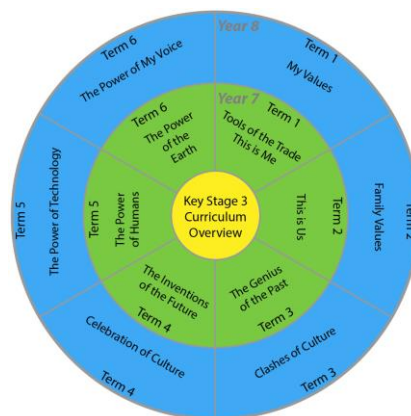 Year 8
Term 1
My Values
Term 2
Family Values
Term 3
Clashes of Culture
Term 4
Celebration of Culture
Term 5
The Power of Technology
Term 6
The Power of My Voice
Year 7
Term 1
Tools of the Trade
This is Me
Term 2
This is Us
Term 3
The Genius
of the Past
Term 4
The Inventions
of the Future
Term 5
The Power
of Humans
Term 6
The Power
of the
Earth
Key Stage 3
Curriculum
Overview